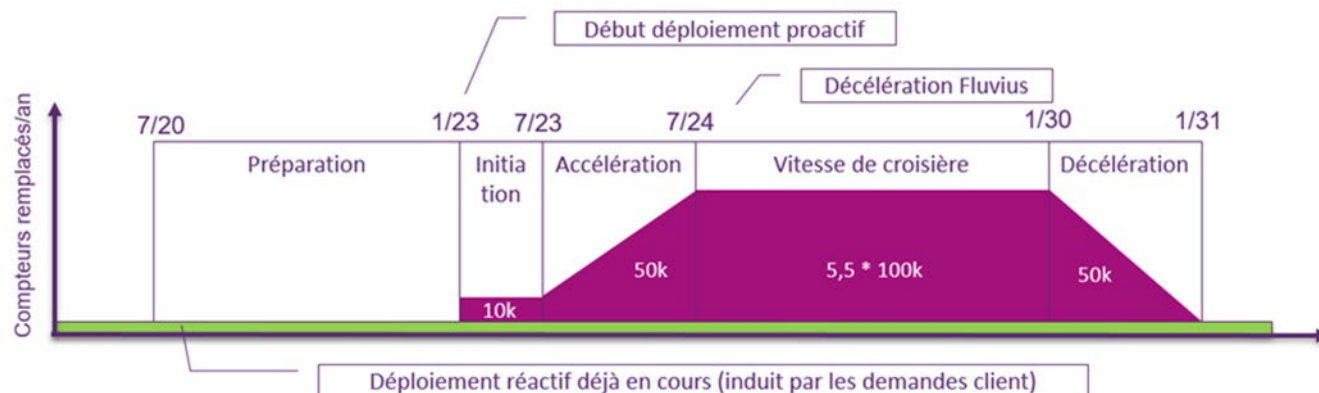 Début déploiement proactif
Décélération Fluvius
7/20
1/23
7/23
7/24
1/30
1/31
Compteurs remplacés/an
Préparation
Initia
tion
Accélération
Vitesse de croisière
Décélération
10k
50k
5,5 * 100k
50k
Déploiement réactif déjà en cours (induit par les demandes client)